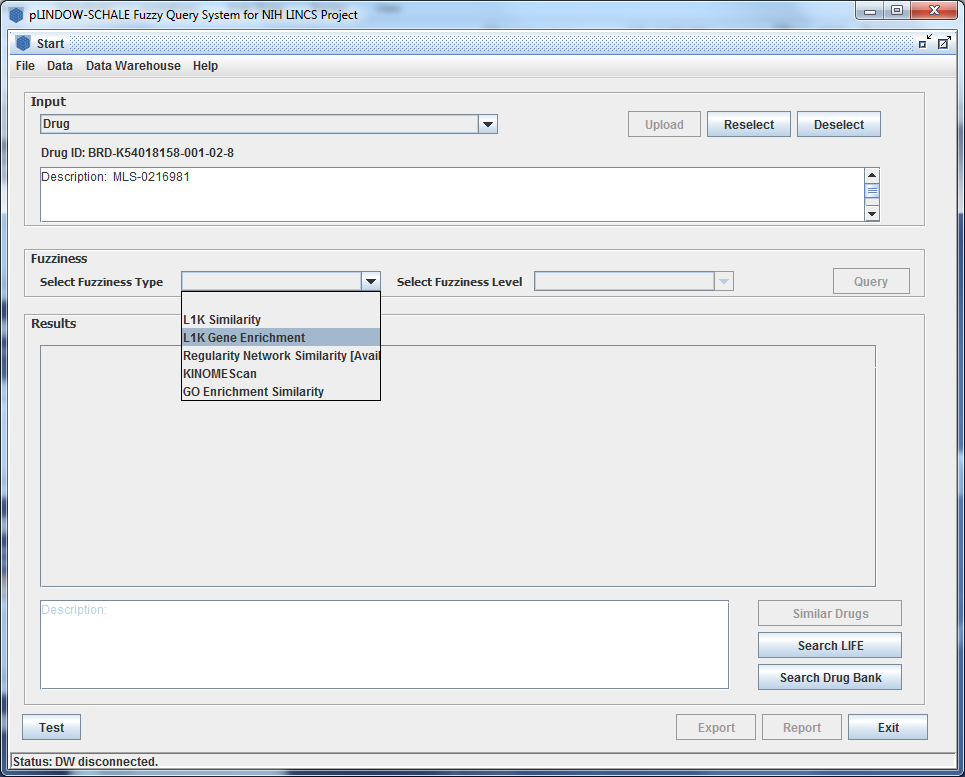 pLINDOW-SCHALE Fuzzy Query System for NIH LINCS Project
Start
File Data Data Warehouse Help
Input
Drug
Upload Reselect Deselect
Drug ID: BRD-K54018158-001-02-8
Description: MLS-0216981
Fuzziness
Select Fuzziness Type Select Fuzziness Level Query
Results
L1K Similarity
L1K Gene Enrichment
Regularity Network Similarity [Avai
KINOMEScan
GO Enrichment Similarity
Description:
Similar Drugs
Search LIFE
Search Drug Bank
Test Export Report Exit
Status: DW disconnected.